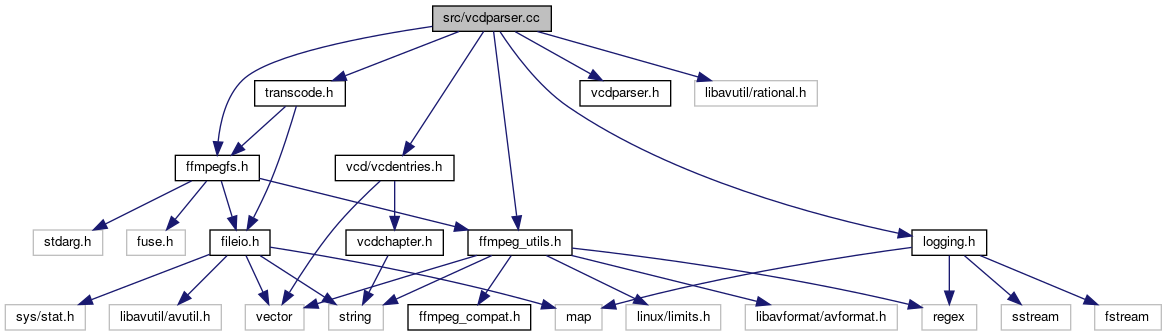 src/vcdparser.cc
transcode.h
vcdparser.h
libavutil/rational.h
ffmpegfs.h
vcd/vcdentries.h
stdarg.h
fuse.h
fileio.h
vcdchapter.h
ffmpeg_utils.h
logging.h
sys/stat.h
libavutil/avutil.h
vector
string
ffmpeg_compat.h
map
linux/limits.h
libavformat/avformat.h
regex
sstream
fstream